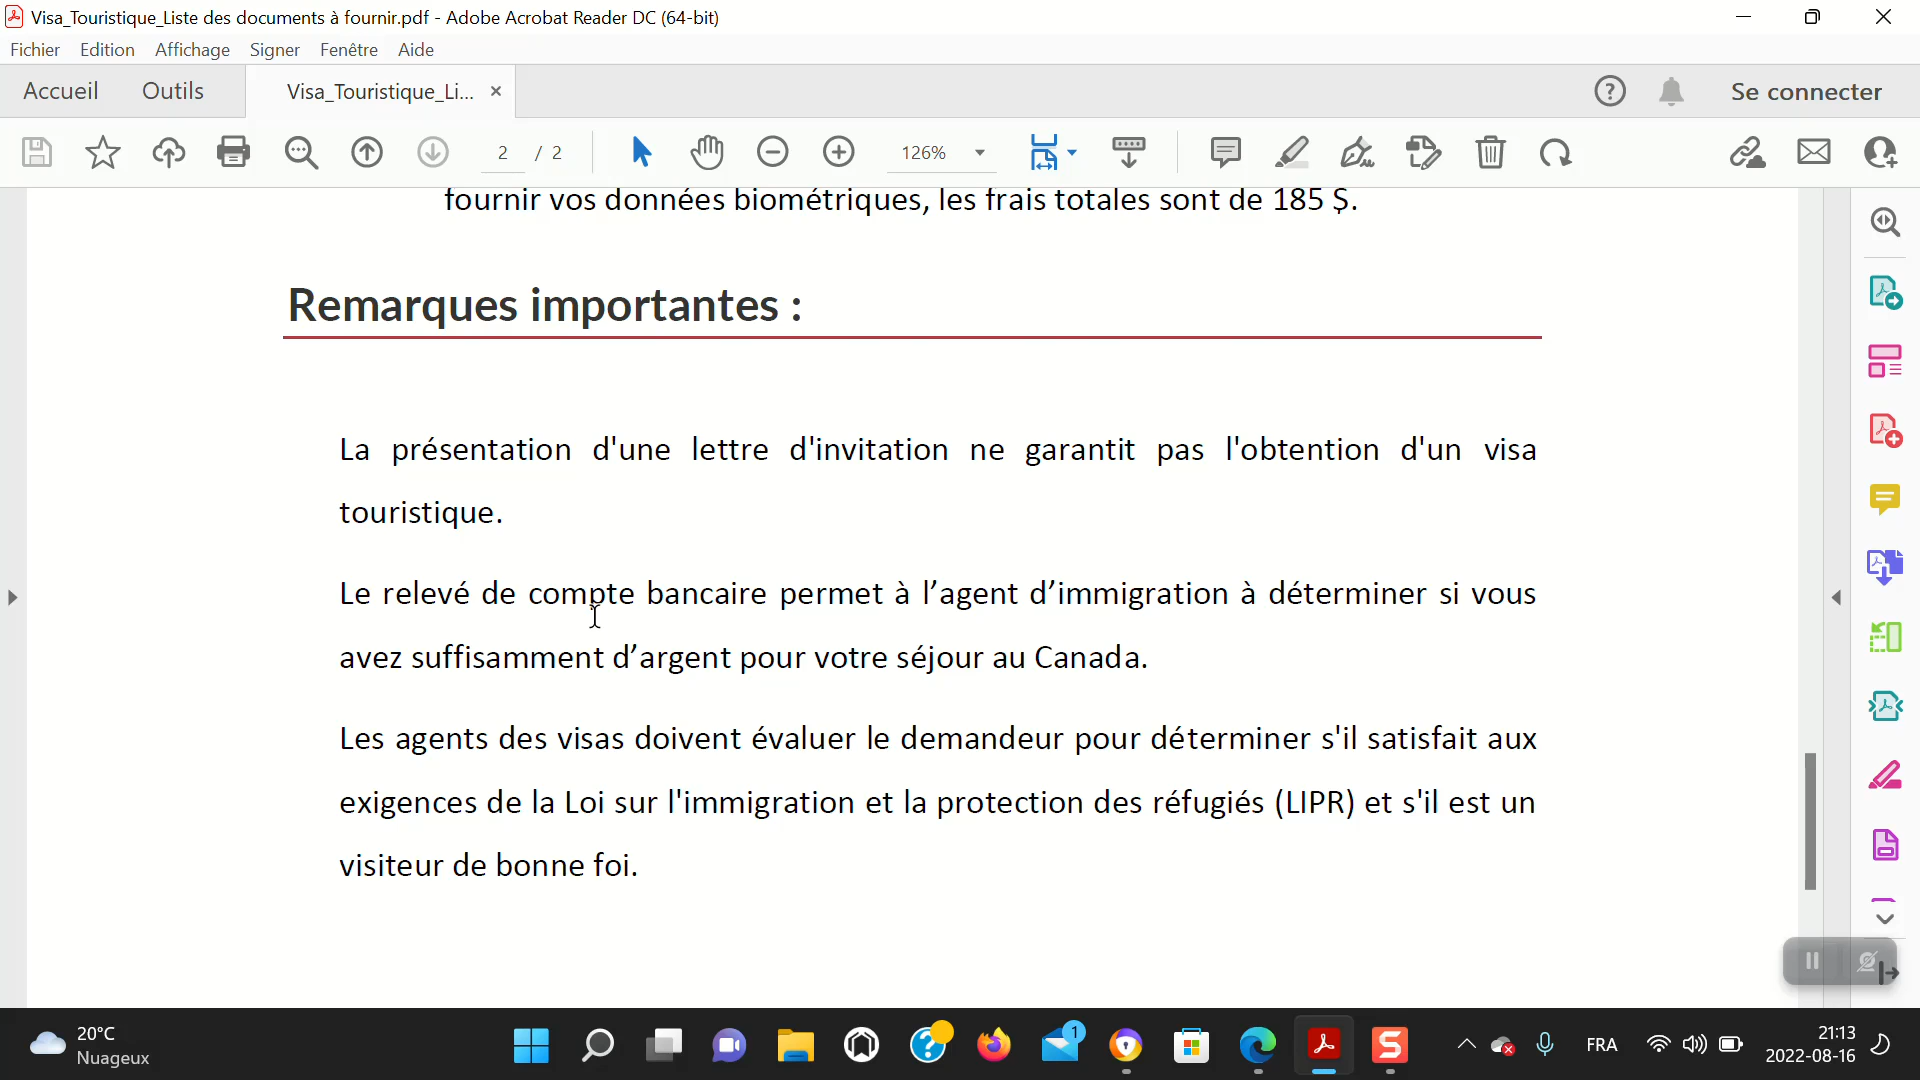 Visa_Touristique_Liste des documents à fournir.pdf - Adobe Acrobat Reader DC (64-bit)
Fichier Edition Affichage Signer Fenêtre Aide
Accueil Outils Visa_Touristique_Li... × Se connecter
2 / 2 126%
fournir vos données biométriques, les frais totales sont de 185 $.
Remarques importantes :
La présentation d'une lettre d'invitation ne garantit pas l'obtention d'un visa
touristique.
Le relevé de compte bancaire permet à l’agent d’immigration à déterminer si vous
avez suffisamment d’argent pour votre séjour au Canada.
Les agents des visas doivent évaluer le demandeur pour déterminer s'il satisfait aux
exigences de la Loi sur l'immigration et la protection des réfugiés (LIPR) et s'il est un
visiteur de bonne foi.
20°C
Nuageux
1
FRA
21:13
2022-08-16